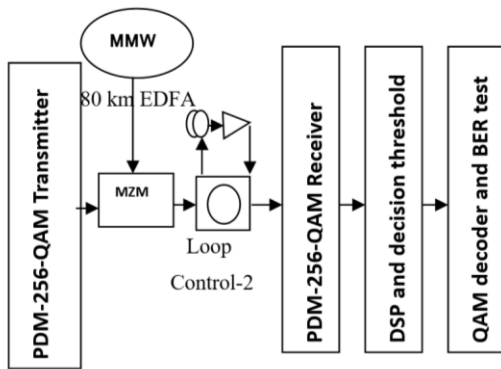 MMW
80 km EDFA
PDM-256-QAM Transmitter
MZM
Loop
Control-2
PDM-256-QAM Receiver
DSP and decision threshold
QAM decoder and BER test